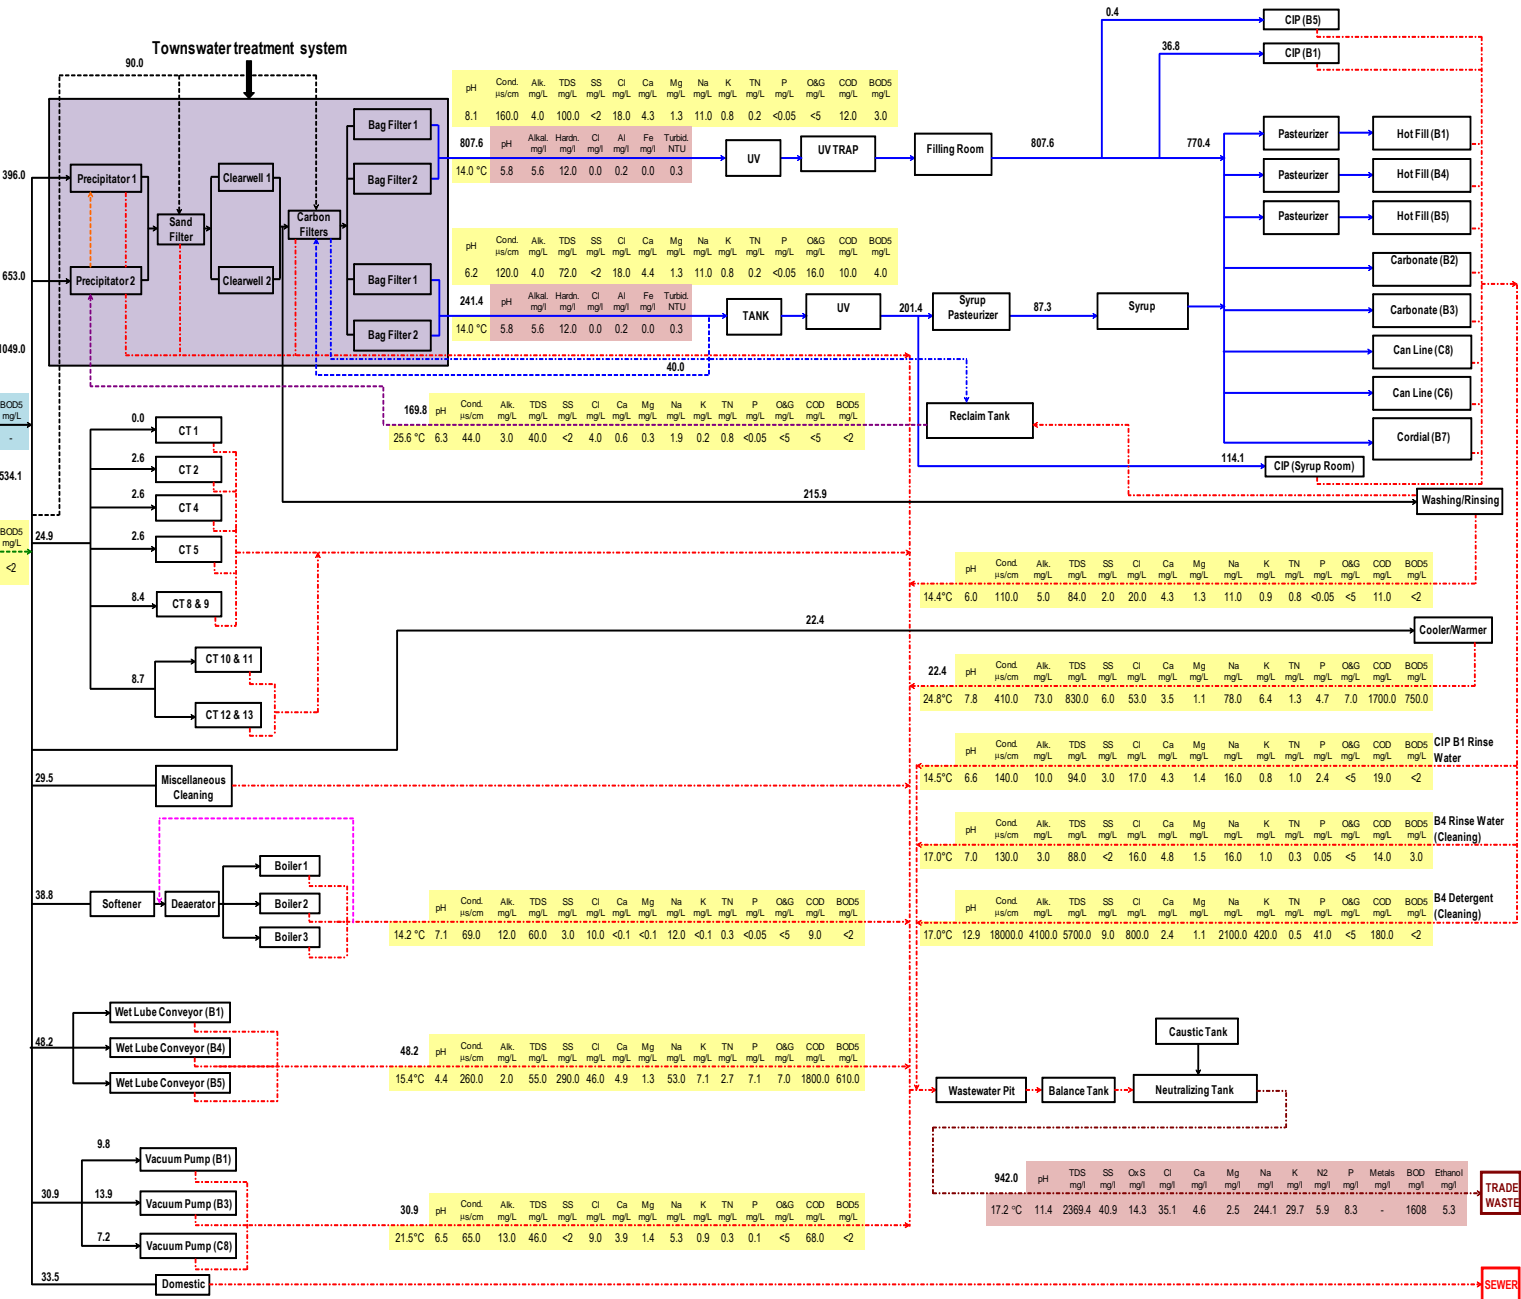 0.4
CIP (B5)
Townswater treatment system
36.8
CIP (B1)
90.0
pH Cond. Alk. TDS SS Cl Ca Mg Na K TN P O&G COD BOD5
µs/cm mg/L mg/L mg/L mg/L mg/L mg/L mg/L mg/L mg/L mg/L mg/L mg/L mg/L
8.1 160.0 4.0 100.0 <2 18.0 4.3 1.3 11.0 0.8 0.2 <0.05 <5 12.0 3.0
Bag Filter 1
807.6 pH Alkal. Hardn. Cl Al Fe Turbid.
mg/l mg/l mg/l mg/l mg/l NTU
14.0 °C 5.8 5.6 12.0 0.0 0.2 0.0 0.3
UV
UV TRAP
Filling Room
807.6
770.4
Pasteurizer
Hot Fill (B1)
396.0
Precipitator 1
Clearwell 1
Bag Filter 2
Pasteurizer
Hot Fill (B4)
Sand
Filter
Carbon
Filters
Pasteurizer
Hot Fill (B5)
pH Cond. Alk. TDS SS Cl Ca Mg Na K TN P O&G COD BOD5
µs/cm mg/L mg/L mg/L mg/L mg/L mg/L mg/L mg/L mg/L mg/L mg/L mg/L mg/L
6.2 120.0 4.0 72.0 <2 18.0 4.4 1.3 11.0 0.8 0.2 <0.05 16.0 10.0 4.0
653.0
Precipitator 2
Clearwell 2
Bag Filter 1
Carbonate (B2)
241.4 pH Alkal. Hardn. Cl Al Fe Turbid.
mg/l mg/l mg/l mg/l mg/l NTU
14.0 °C 5.8 5.6 12.0 0.0 0.2 0.0 0.3
TANK
UV
201.4
Syrup
Pasteurizer
87.3
Syrup
Carbonate (B3)
Bag Filter 2
1049.0
40.0
Can Line (C8)
Can Line (C6)
BOD5
mg/L
-
0.0
CT 1
169.8 pH Cond. Alk. TDS SS Cl Ca Mg Na K TN P O&G COD BOD5
µs/cm mg/L mg/L mg/L mg/L mg/L mg/L mg/L mg/L mg/L mg/L mg/L mg/L mg/L
25.6 °C 6.3 44.0 3.0 40.0 <2 4.0 0.6 0.3 1.9 0.2 0.8 <0.05 <5 <5 <2
Reclaim Tank
Cordial (B7)
2.6
CT 2
114.1
CIP (Syrup Room)
534.1
2.6
CT 4
215.9
Washing/Rinsing
24.9
2.6
CT 5
BOD5
mg/L
<2
pH Cond. Alk. TDS SS Cl Ca Mg Na K TN P O&G COD BOD5
µs/cm mg/L mg/L mg/L mg/L mg/L mg/L mg/L mg/L mg/L mg/L mg/L mg/L mg/L
14.4°C 6.0 110.0 5.0 84.0 2.0 20.0 4.3 1.3 11.0 0.9 0.8 <0.05 <5 11.0 <2
8.4
CT 8 & 9
22.4
Cooler/Warmer
CT 10 & 11
8.7
22.4 pH Cond. Alk. TDS SS Cl Ca Mg Na K TN P O&G COD BOD5
µs/cm mg/L mg/L mg/L mg/L mg/L mg/L mg/L mg/L mg/L mg/L mg/L mg/L mg/L
24.8°C 7.8 410.0 73.0 830.0 6.0 53.0 3.5 1.1 78.0 6.4 1.3 4.7 7.0 1700.0 750.0
CT 12 & 13
pH Cond. Alk. TDS SS Cl Ca Mg Na K TN P O&G COD BOD5
µs/cm mg/L mg/L mg/L mg/L mg/L mg/L mg/L mg/L mg/L mg/L mg/L mg/L mg/L
14.5°C 6.6 140.0 10.0 94.0 3.0 17.0 4.3 1.4 16.0 0.8 1.0 2.4 <5 19.0 <2
CIP B1 Rinse
Water
29.5
Miscellaneous
Cleaning
pH Cond. Alk. TDS SS Cl Ca Mg Na K TN P O&G COD BOD5
µs/cm mg/L mg/L mg/L mg/L mg/L mg/L mg/L mg/L mg/L mg/L mg/L mg/L mg/L
17.0°C 7.0 130.0 3.0 88.0 <2 16.0 4.8 1.5 16.0 1.0 0.3 0.05 <5 14.0 3.0
B4 Rinse Water
(Cleaning)
Boiler 1
38.8
Softener
Deaerator
Boiler 2
Boiler 3
pH Cond. Alk. TDS SS Cl Ca Mg Na K TN P O&G COD BOD5
µs/cm mg/L mg/L mg/L mg/L mg/L mg/L mg/L mg/L mg/L mg/L mg/L mg/L mg/L
14.2 °C 7.1 69.0 12.0 60.0 3.0 10.0 <0.1 <0.1 12.0 <0.1 0.3 <0.05 <5 9.0 <2
pH Cond. Alk. TDS SS Cl Ca Mg Na K TN P O&G COD BOD5
µs/cm mg/L mg/L mg/L mg/L mg/L mg/L mg/L mg/L mg/L mg/L mg/L mg/L mg/L
17.0°C 12.9 18000.0 4100.0 5700.0 9.0 800.0 2.4 1.1 2100.0 420.0 0.5 41.0 <5 180.0 <2
B4 Detergent
(Cleaning)
Wet Lube Conveyor (B1)
48.2
Wet Lube Conveyor (B4)
Wet Lube Conveyor (B5)
48.2 pH Cond. Alk. TDS SS Cl Ca Mg Na K TN P O&G COD BOD5
µs/cm mg/L mg/L mg/L mg/L mg/L mg/L mg/L mg/L mg/L mg/L mg/L mg/L mg/L
15.4°C 4.4 260.0 2.0 55.0 290.0 46.0 4.9 1.3 53.0 7.1 2.7 7.1 7.0 1800.0 610.0
Caustic Tank
Wastewater Pit
Balance Tank
Neutralizing Tank
9.8
Vacuum Pump (B1)
30.9
13.9
Vacuum Pump (B3)
7.2
Vacuum Pump (C8)
30.9 pH Cond. Alk. TDS SS Cl Ca Mg Na K TN P O&G COD BOD5
µs/cm mg/L mg/L mg/L mg/L mg/L mg/L mg/L mg/L mg/L mg/L mg/L mg/L mg/L
21.5°C 6.5 65.0 13.0 46.0 <2 9.0 3.9 1.4 5.3 0.9 0.3 0.1 <5 68.0 <2
942.0 pH TDS SS OxS Cl Ca Mg Na K N2 P Metals BOD Ethanol
mg/l mg/l mg/l mg/l mg/l mg/l mg/l mg/l mg/l mg/l mg/l mg/l mg/l
17.2 °C 11.4 2369.4 40.9 14.3 35.1 4.6 2.5 244.1 29.7 5.9 8.3 - 1608 5.3
TRADE
WASTE
33.5
Domestic
SEWER